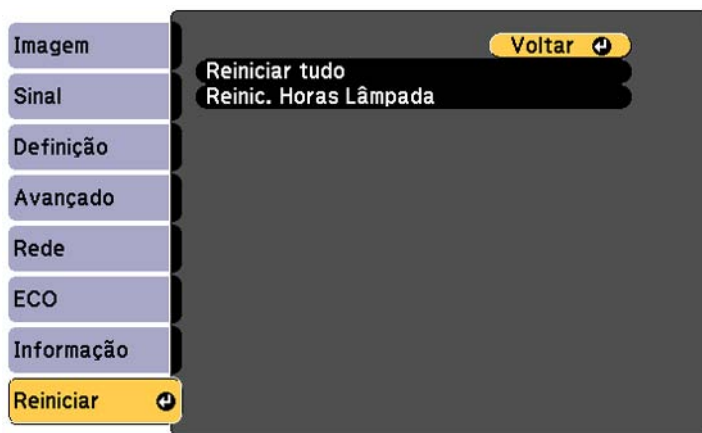 Imagem
Sinal
Definição
Avançado
Rede
ECO
Informação
Reiniciar
Voltar
Reiniciar tudo
Reinic. Horas Lâmpada